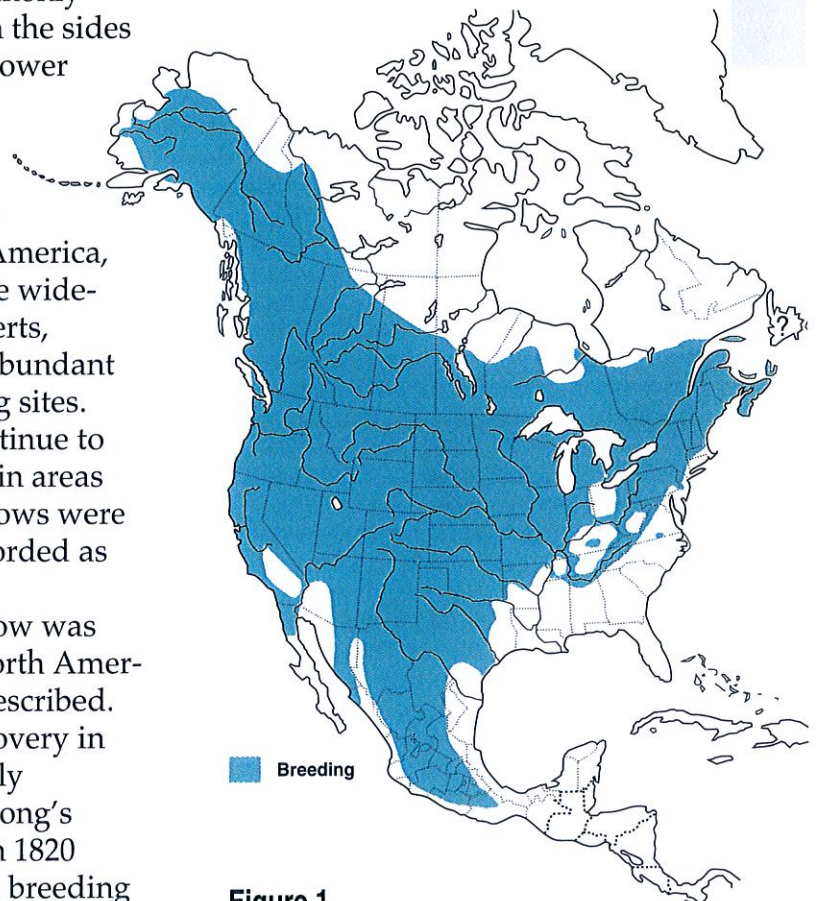 n the sides
ower
America,
e wide-
erts,
bundant
g sites.
tinue to
in areas
ows were
orded as
ow was
orth Amer-
escribed.
overy in
ly
ong's
n 1820
breeding
?
Breeding
Figure 1